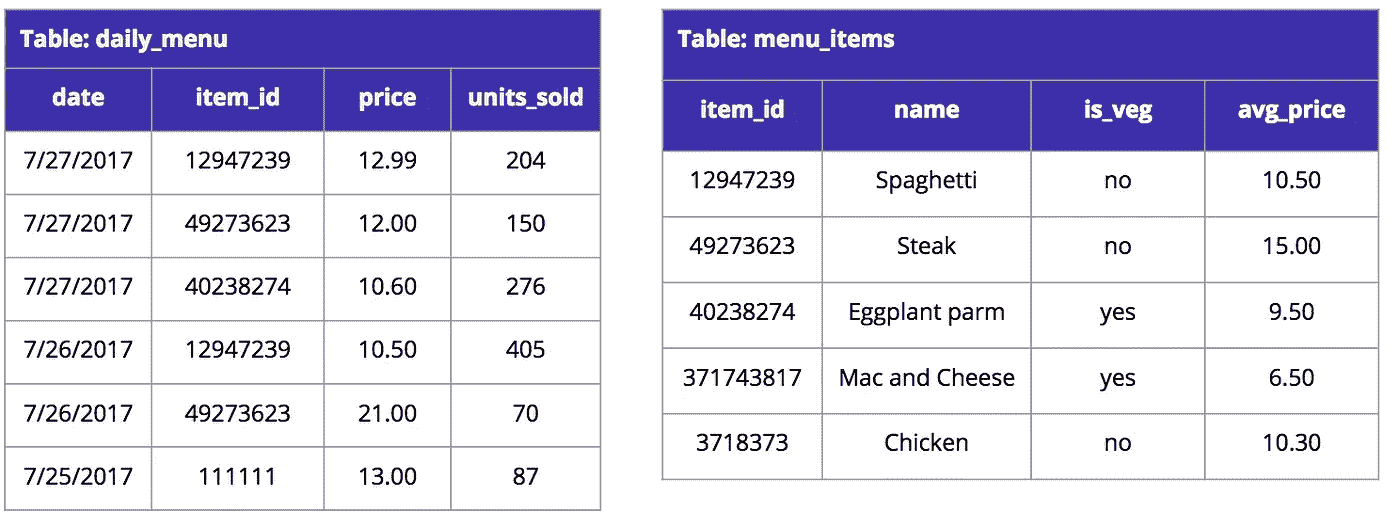 Table: daily_menu
date item_id price units_sold
7/27/2017 12947239 12.99 204
7/27/2017 49273623 12.00 150
7/27/2017 40238274 10.60 276
7/26/2017 12947239 10.50 405
7/26/2017 49273623 21.00 70
7/25/2017 111111 13.00 87
Table: menu_items
item_id name is_veg avg_price
12947239 Spaghetti no 10.50
49273623 Steak no 15.00
40238274 Eggplant parm yes 9.50
371743817 Mac and Cheese yes 6.50
3718373 Chicken no 10.30